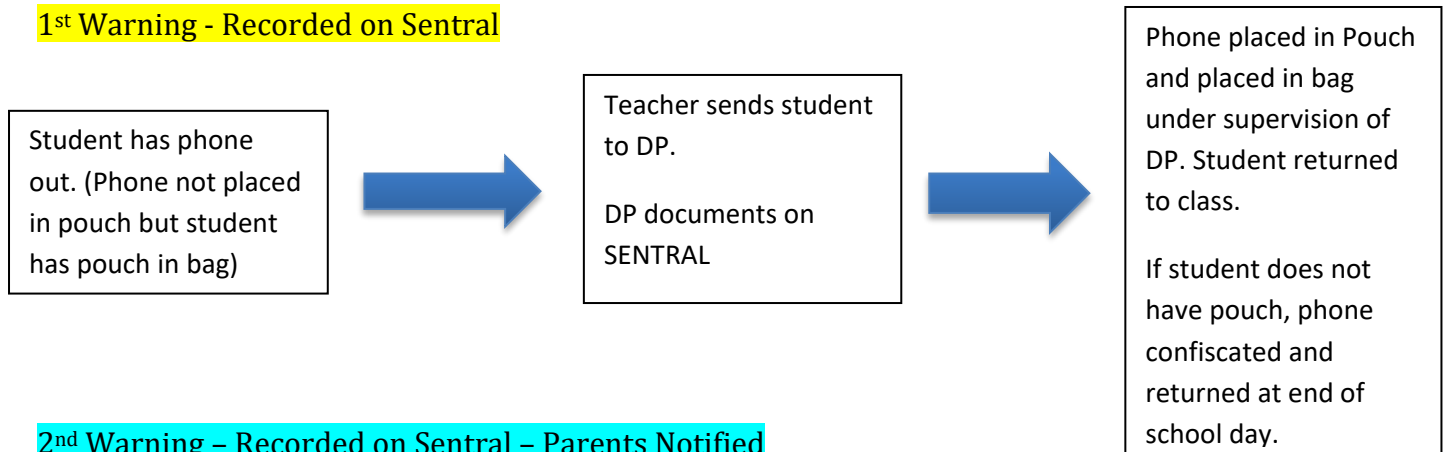 1st Warning - Recorded on Sentral
Student has phone
out. (Phone not placed
in pouch but student
has pouch in bag)
Teacher sends student
to DP.
DP documents on
SENTRAL
Phone placed in Pouch
and placed in bag
under supervision of
DP. Student returned
to class.
If student does not
have pouch, phone
confiscated and
returned at end of
school day.
2nd Warning – Recorded on Sentral – Parents Notified